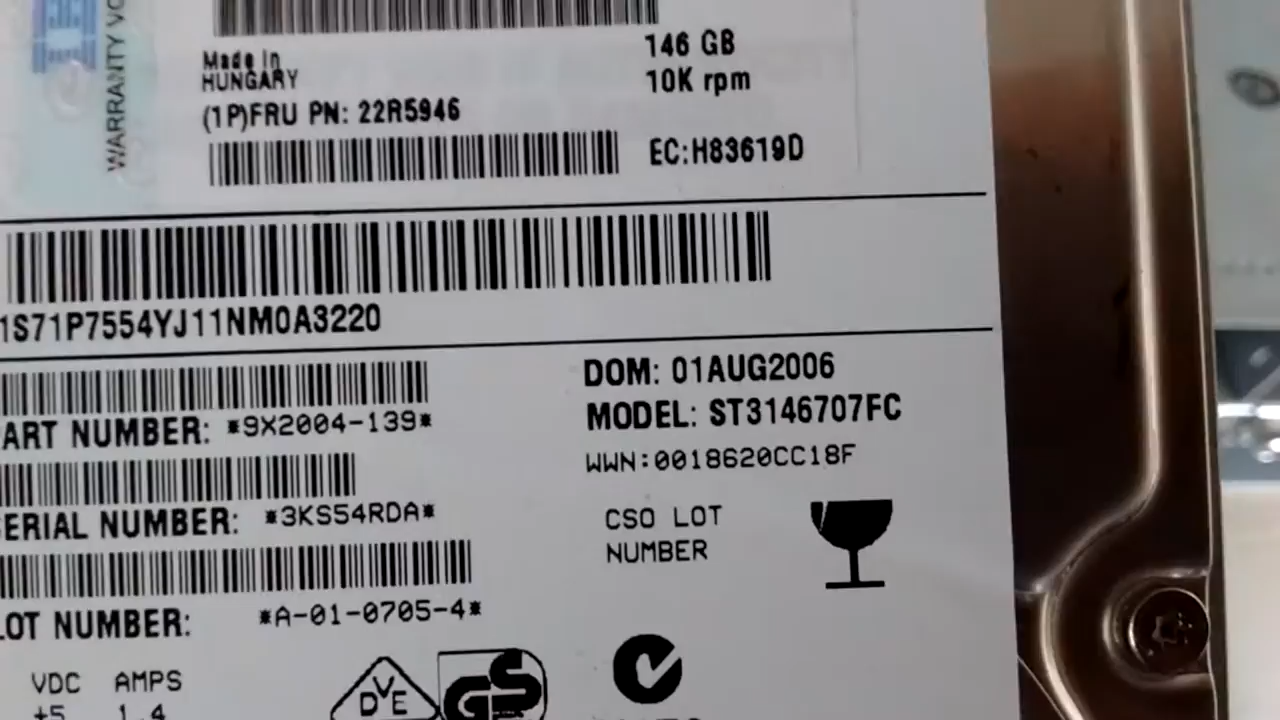 IBM
WARRANTY VO
Made in
HUNGARY
146 GB
10K rpm
(1P)FRU PN: 22R5946
EC:H83619D
1S71P7554YJ11NM0A3220
DOM: 01AUG2006
ART NUMBER: *9X2004-139*
MODEL: ST3146707FC
WWN:0018620CC18F
ERIAL NUMBER: *3KS54RDA*
CSO LOT
NUMBER
LOT NUMBER: *A-01-0705-4*
VDC AMPS
+5 1.4
DVE
GS